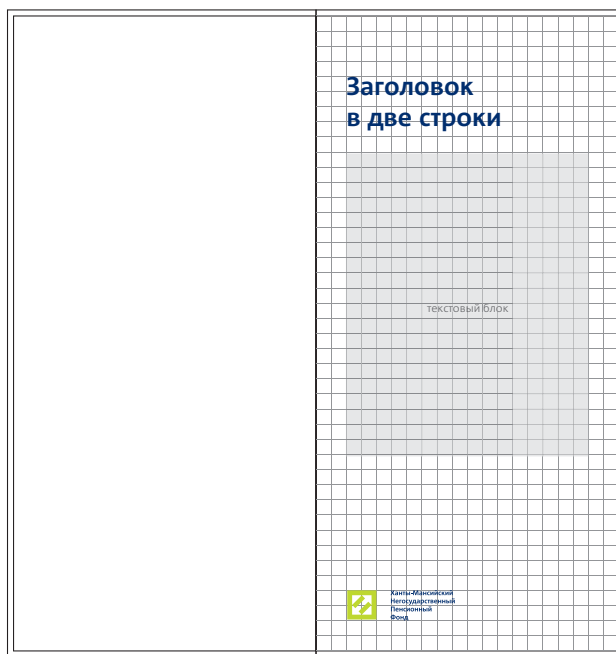 Заголовок
в две строки
текстовый блок
Ханты-Мансийский
Негосударственный
Пенсионный
Фонд